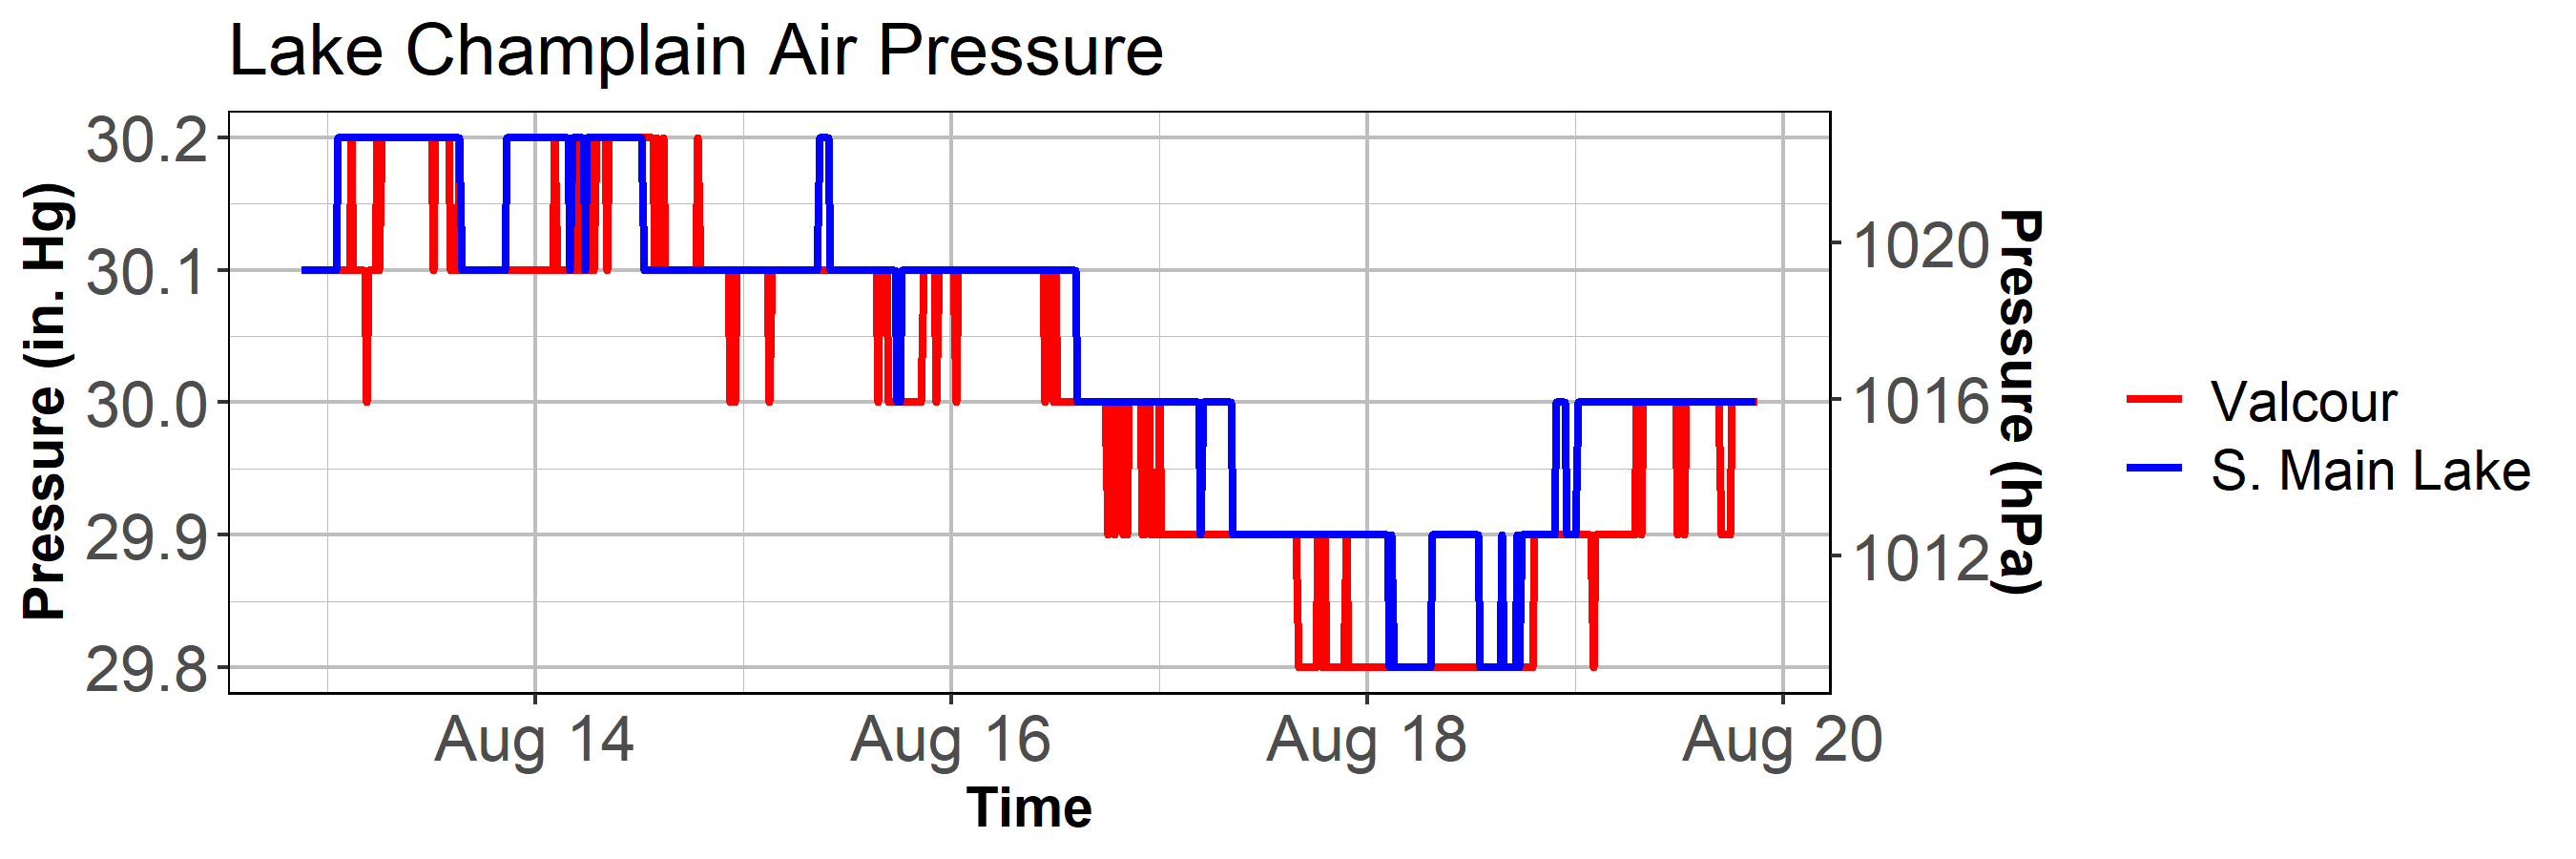 Lake Champlain Air Pressure
Pressure (in. Hg)
30.2
30.1
30.0
29.9
29.8
1020
1016
1012
Pressure (hPa)
Valcour
S. Main Lake
Aug 14
Aug 16
Aug 18
Aug 20
Time